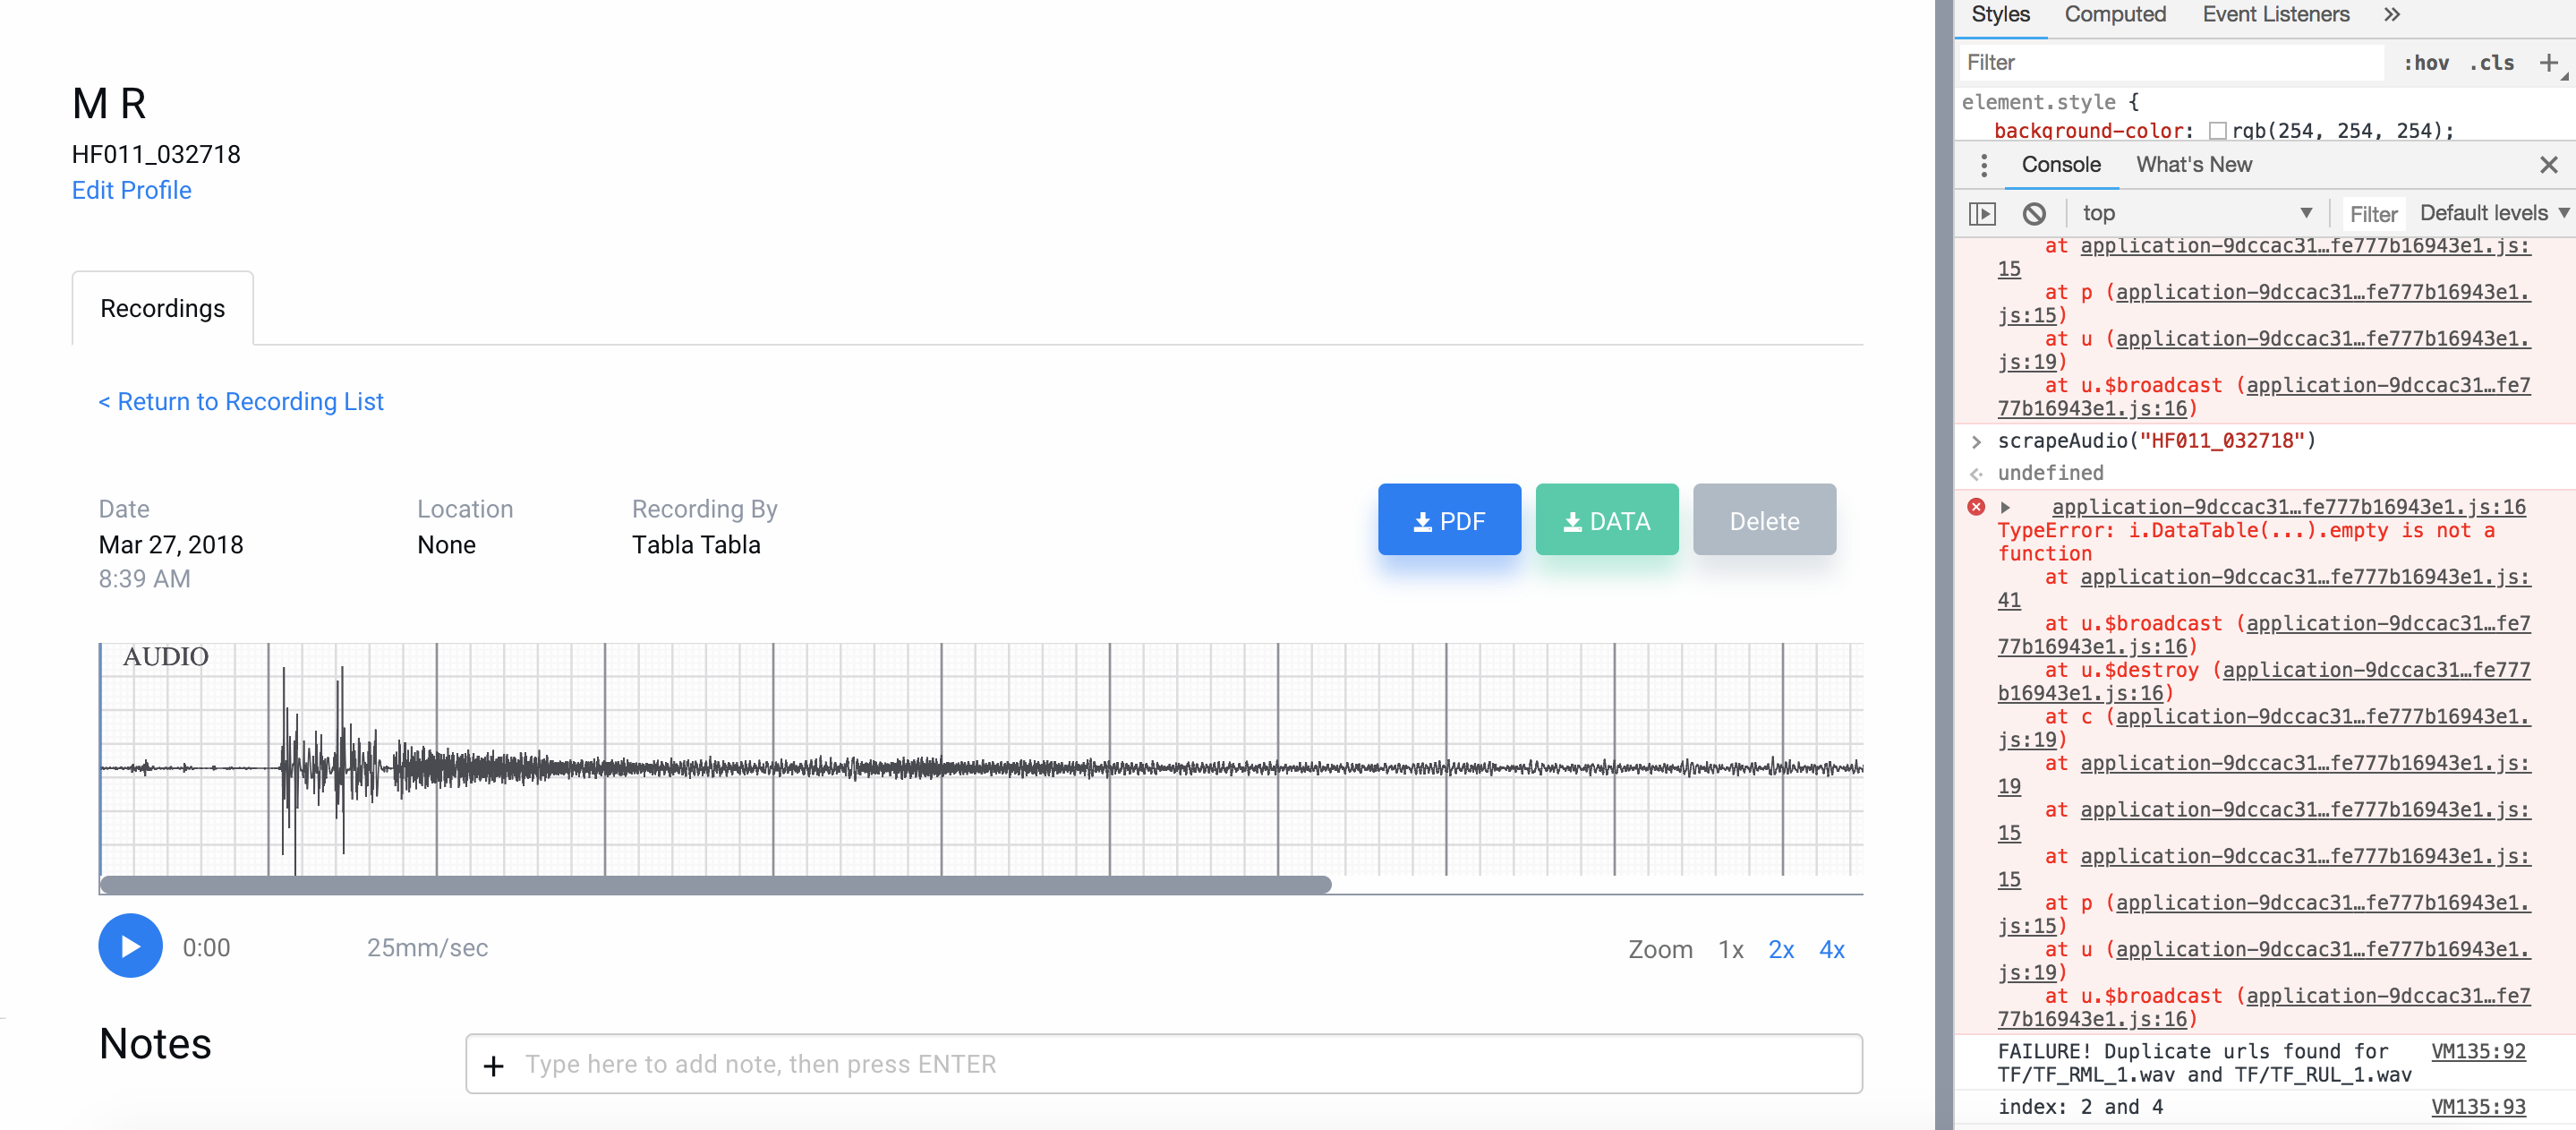 M R
HF011_032718
Edit Profile
Recordings
< Return to Recording List
Date
Mar 27, 2018
8:39 AM
Location
None
Recording By
Tabla Tabla
PDF
DATA
Delete
AUDIO
0:00
25mm/sec
Zoom 1x 2x 4x
Notes
+ Type here to add note, then press ENTER
Styles Computed Event Listeners »
Filter :hov .cls +
element.style {
background-color: rgb(254, 254, 254);
Console What's New
top Filter Default levels
at application-9dccac31…fe777b16943e1.js:
15
at p (application-9dccac31…fe777b16943e1.
js:15)
at u (application-9dccac31…fe777b16943e1.
js:19)
at u.$broadcast (application-9dccac31…fe7
77b16943e1.js:16)
> scrapeAudio("HF011_032718")
undefined
application-9dccac31…fe777b16943e1.js:16
TypeError: i.DataTable(...).empty is not a
function
at application-9dccac31…fe777b16943e1.js:
41
at u.$broadcast (application-9dccac31…fe7
77b16943e1.js:16)
at u.$destroy (application-9dccac31…fe777
b16943e1.js:16)
at c (application-9dccac31…fe777b16943e1.
js:19)
at application-9dccac31…fe777b16943e1.js:
19
at application-9dccac31…fe777b16943e1.js:
15
at application-9dccac31…fe777b16943e1.js:
15
at p (application-9dccac31…fe777b16943e1.
js:15)
at u (application-9dccac31…fe777b16943e1.
js:19)
at u.$broadcast (application-9dccac31…fe7
77b16943e1.js:16)
FAILURE! Duplicate urls found for VM135:92
TF/TF_RML_1.wav and TF/TF_RUL_1.wav
index: 2 and 4 VM135:93